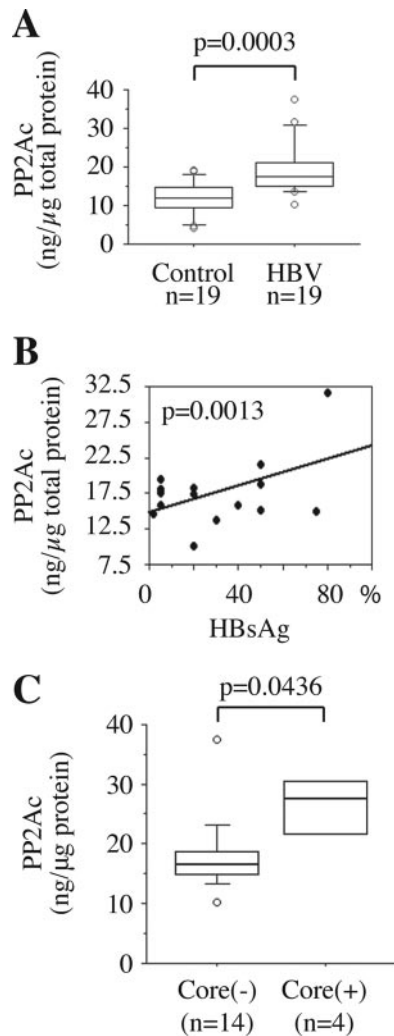 A
p=0.0003
PP2Ac
(ng/µg total protein)
40
30
20
10
0
Control HBV
n=19 n=19
B
p=0.0013
PP2Ac
(ng/µg total protein)
32.5
27.5
22.5
17.5
12.5
7.5
0 40 80 %
HBsAg
C
p=0.0436
PP2Ac
(ng/µg protein)
40
30
20
10
0
Core(-) Core(+)
(n=14) (n=4)